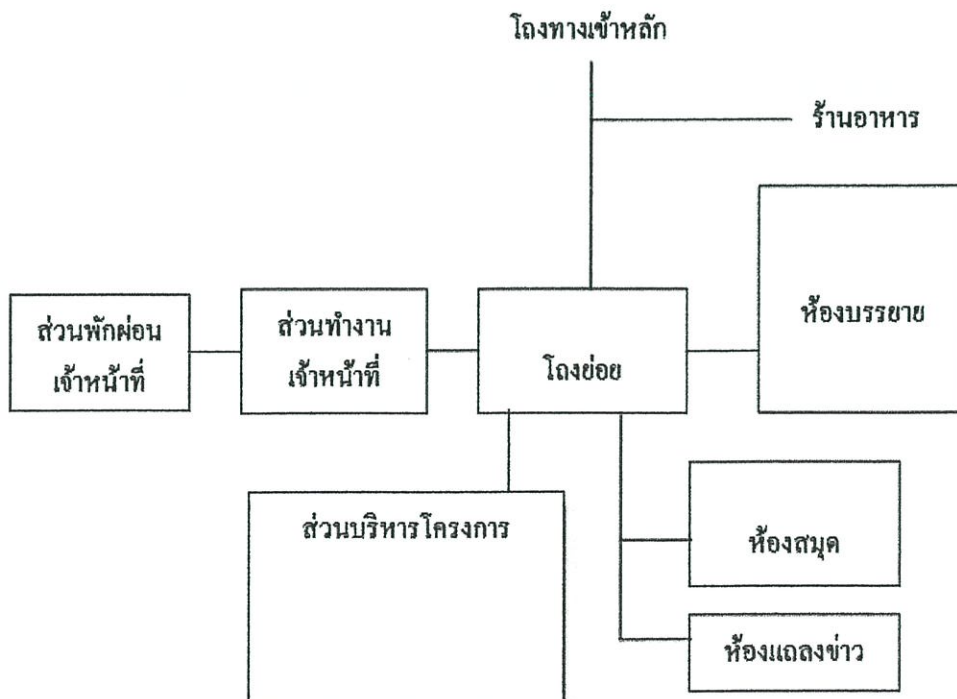 โถงทางเข้าหลัก
ร้านอาหาร
ห้องบรรยาย
ส่วนพักผ่อน
เจ้าหน้าที่
ส่วนทำงาน
เจ้าหน้าที่
โถงย่อย
ส่วนบริหารโครงการ
ห้องสมุด
ห้องแถลงข่าว